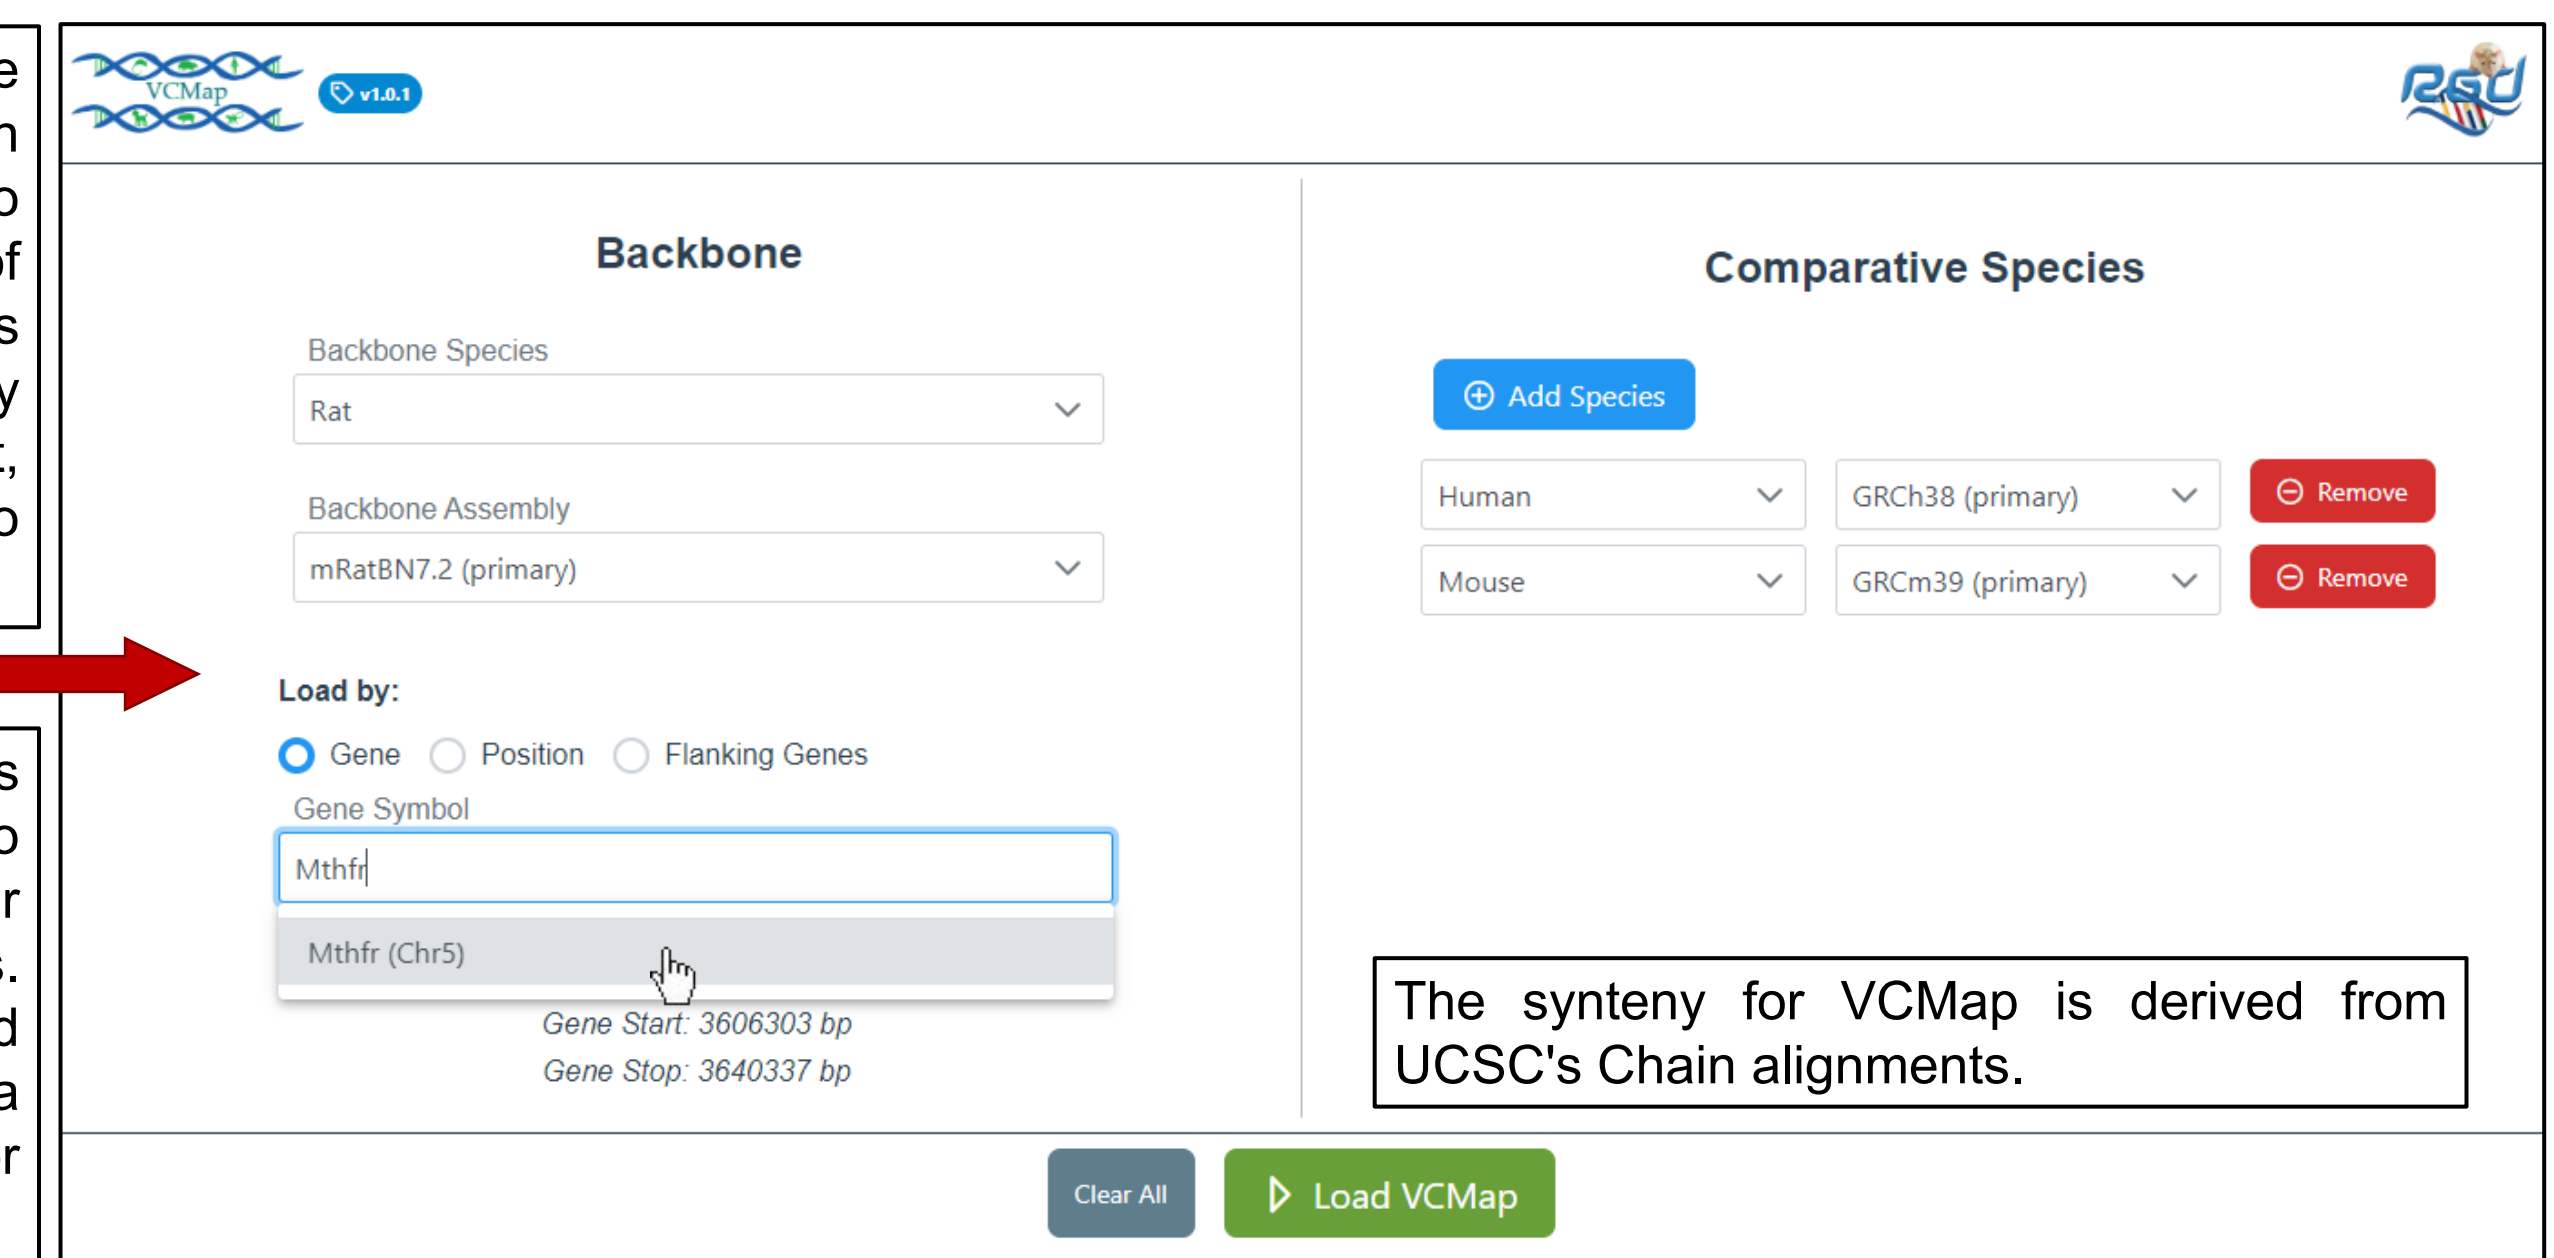 VCMap
v1.0.1
RGD
Backbone
Backbone Species
Rat
Backbone Assembly
mRatBN7.2 (primary)
Load by:
Gene Position Flanking Genes
Gene Symbol
Mthfr
Mthfr (Chr5)
Gene Start: 3606303 bp
Gene Stop: 3640337 bp
Comparative Species
Add Species
Human GRCh38 (primary) Remove
Mouse GRCm39 (primary) Remove
The synteny for VCMap is derived from
UCSC's Chain alignments.
Clear All Load VCMap